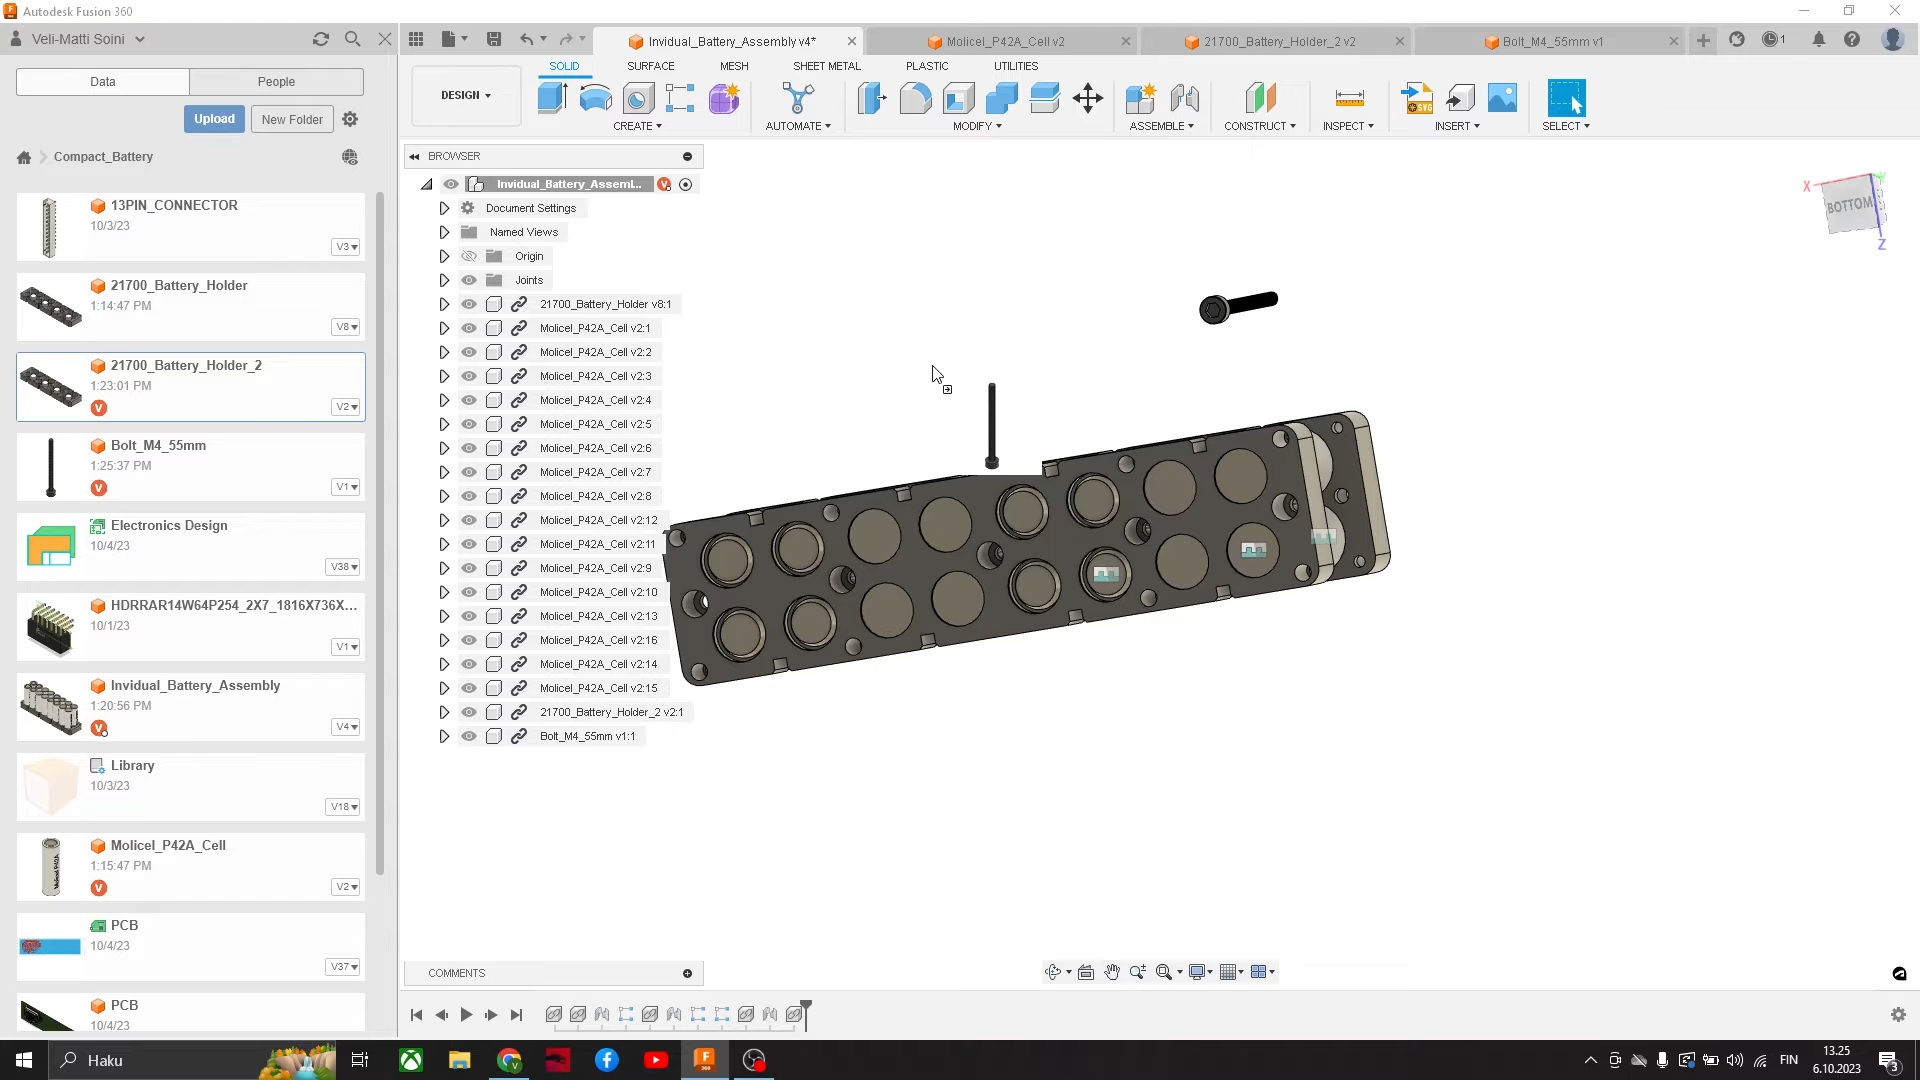 Autodesk Fusion 360
Veli-Matti Soini
Invidual_Battery_Assembly v4*
Molicel_P42A_Cell v2
21700_Battery_Holder_2 v2
Bolt_M4_55mm v1
1
Data
People
Upload
New Folder
Compact_Battery
SOLID
SURFACE
MESH
SHEET METAL
PLASTIC
UTILITIES
DESIGN
CREATE
AUTOMATE
MODIFY
ASSEMBLE
CONSTRUCT
INSPECT
INSERT
SELECT
SVG
13PIN_CONNECTOR
10/3/23
V3
21700_Battery_Holder
1:14:47 PM
V8
21700_Battery_Holder_2
1:23:01 PM
V
V2
Bolt_M4_55mm
1:25:37 PM
V
V1
Electronics Design
10/4/23
V38
HDRRAR14W64P254_2X7_1816X736X...
10/1/23
V1
Invidual_Battery_Assembly
1:20:56 PM
V
V4
Library
10/3/23
V18
Molicel_P42A_Cell
1:15:47 PM
V
V2
PCB
10/4/23
V37
PCB
10/4/23
BROWSER
Invidual_Battery_Asseml...
V
Document Settings
Named Views
Origin
Joints
21700_Battery_Holder v8:1
Molicel_P42A_Cell v2:1
Molicel_P42A_Cell v2:2
Molicel_P42A_Cell v2:3
Molicel_P42A_Cell v2:4
Molicel_P42A_Cell v2:5
Molicel_P42A_Cell v2:6
Molicel_P42A_Cell v2:7
Molicel_P42A_Cell v2:8
Molicel_P42A_Cell v2:12
Molicel_P42A_Cell v2:11
Molicel_P42A_Cell v2:9
Molicel_P42A_Cell v2:10
Molicel_P42A_Cell v2:13
Molicel_P42A_Cell v2:16
Molicel_P42A_Cell v2:14
Molicel_P42A_Cell v2:15
21700_Battery_Holder_2 v2:1
Bolt_M4_55mm v1:1
X
Y
BOTTOM
Z
COMMENTS
Haku
F
360
FIN
13.25
6.10.2023
3